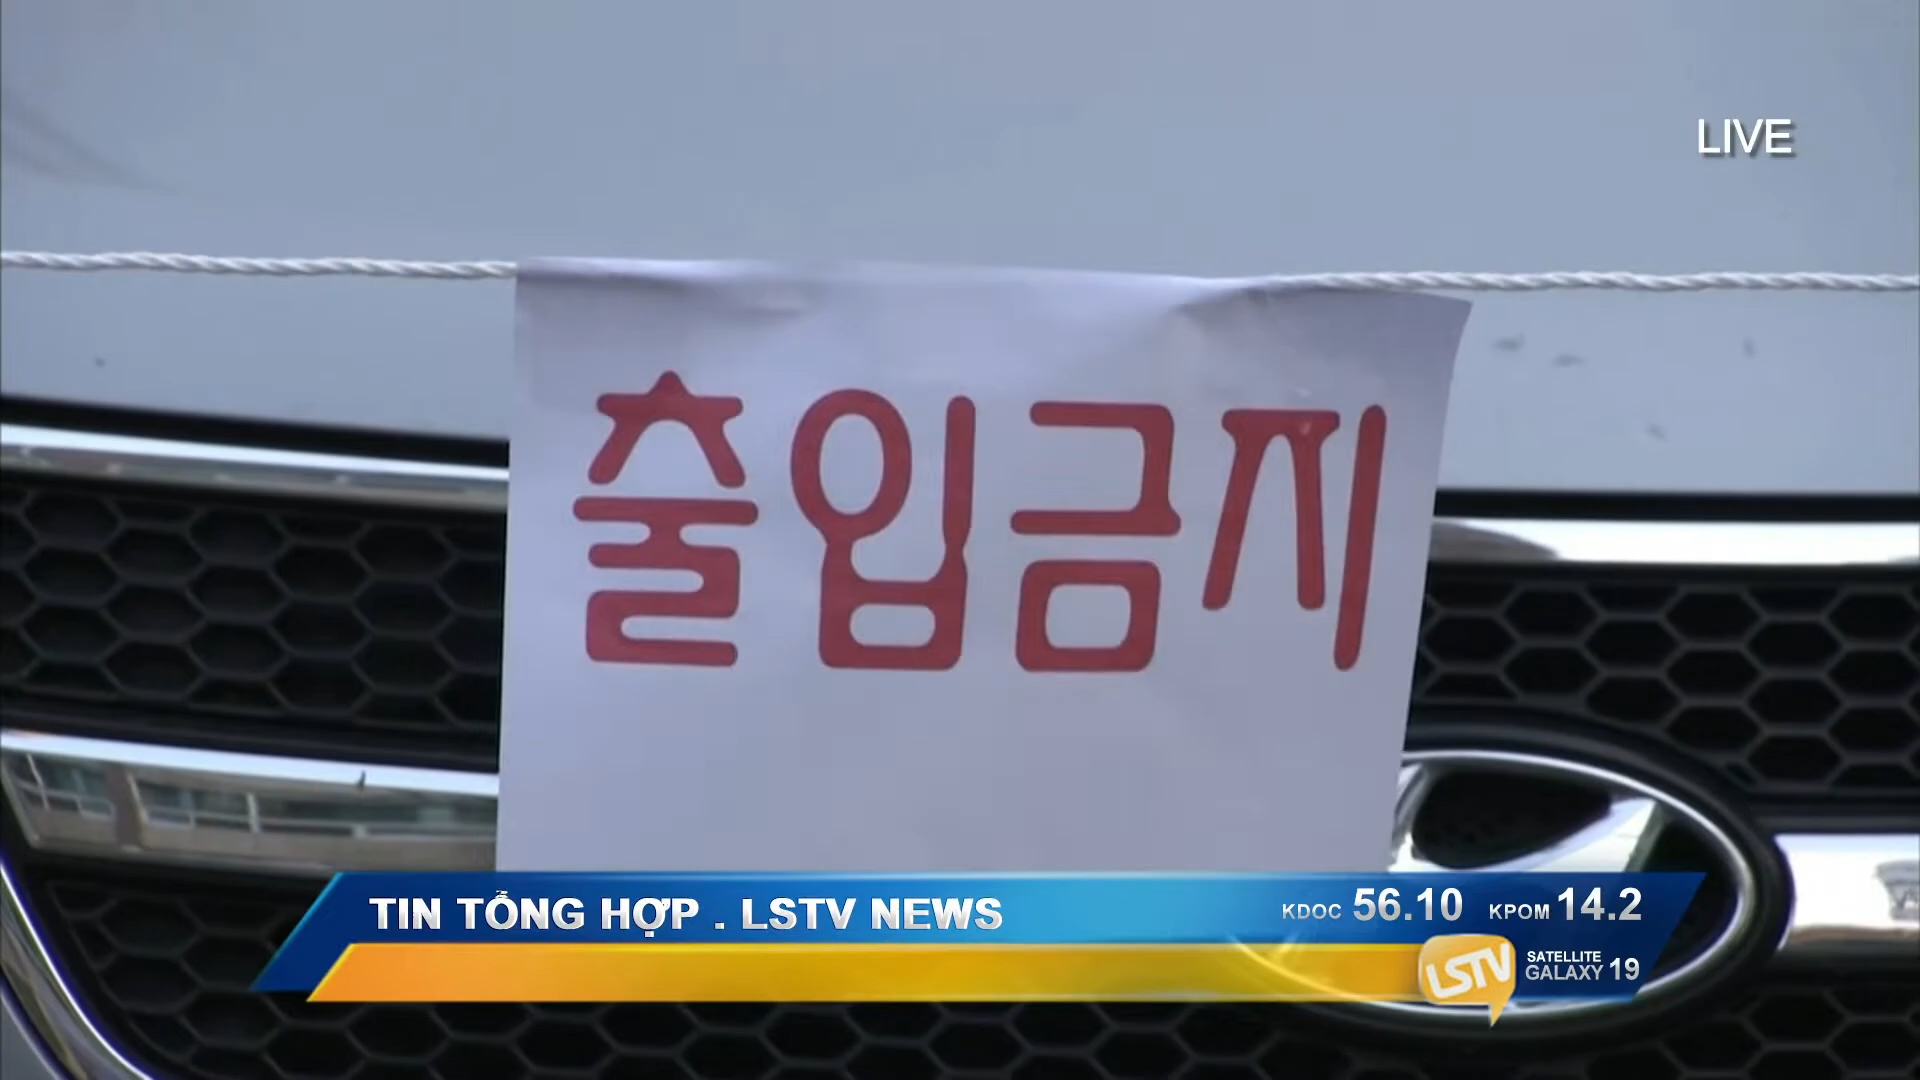 LIVE
출입금지
TIN TỔNG HỢP . LSTV NEWS
KDOC 56.10 KPOM 14.2
LSTV
SATELLITE
GALAXY 19